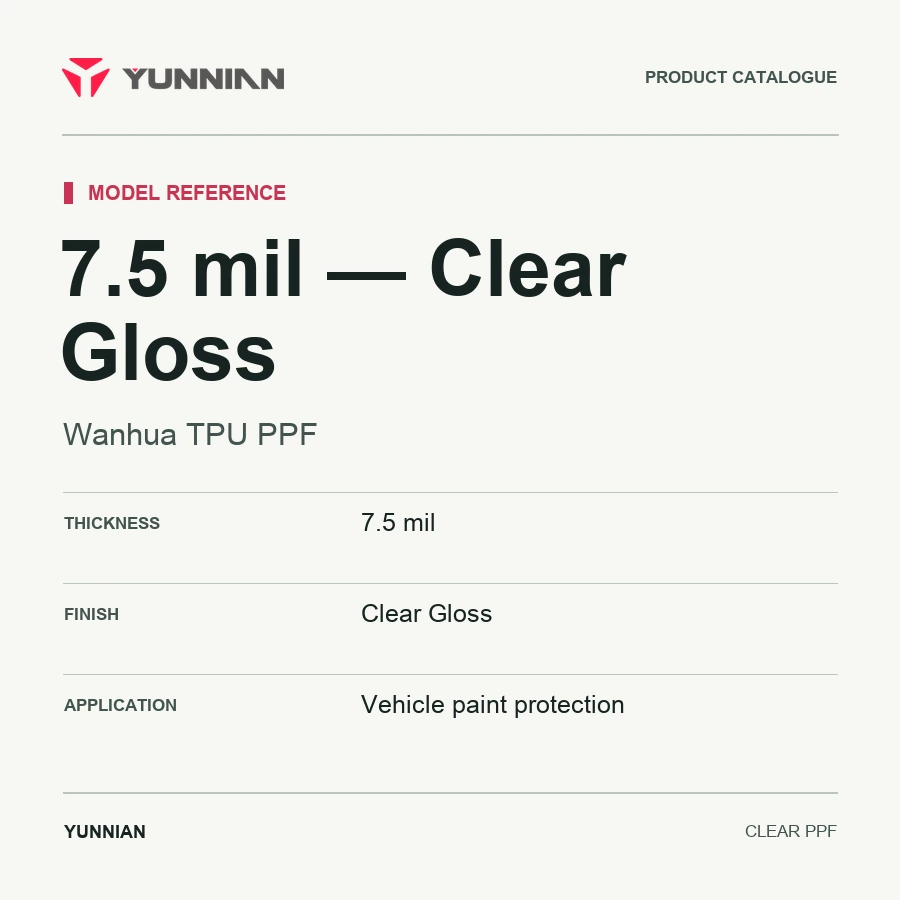 YUNNIAN
PRODUCT CATALOGUE
MODEL REFERENCE
7.5 mil — Clear
Gloss
Wanhua TPU PPF
THICKNESS 7.5 mil
FINISH Clear Gloss
APPLICATION Vehicle paint protection
YUNNIAN
CLEAR PPF